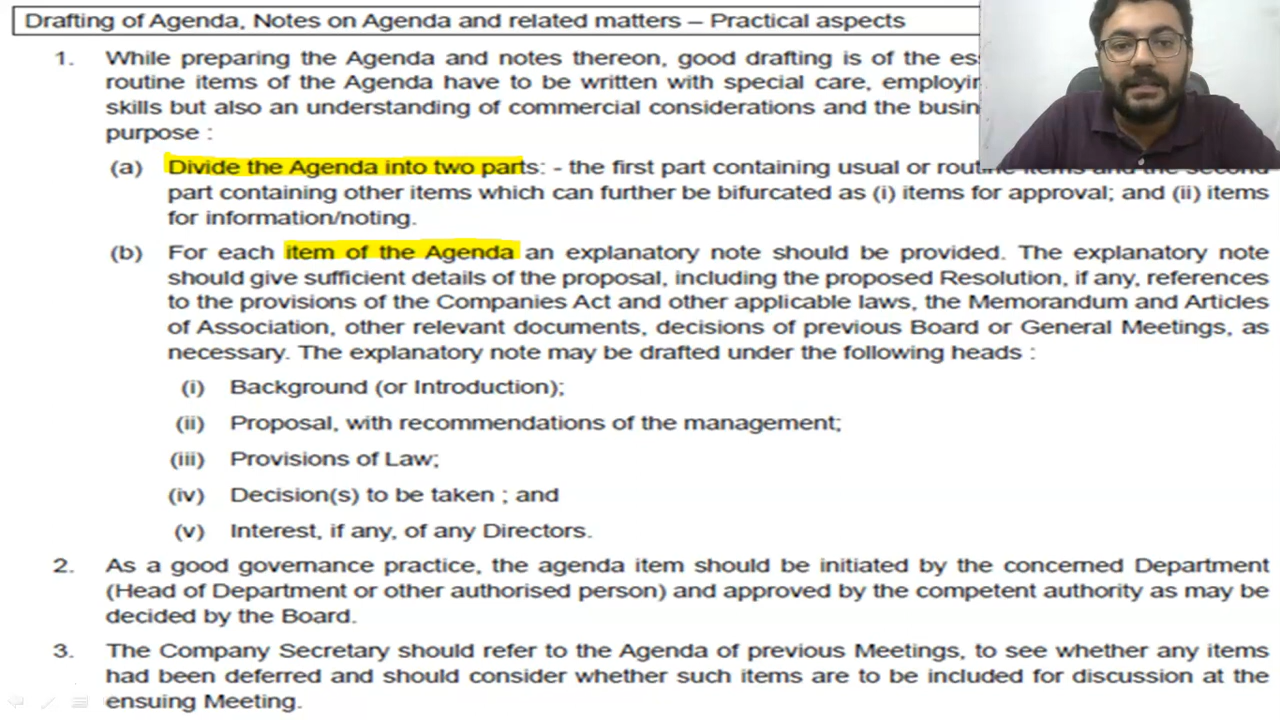 Drafting of Agenda, Notes on Agenda and related matters – Practical aspects
1. While preparing the Agenda and notes thereon, good drafting is of the
routine items of the Agenda have to be written with special care,
skills but also an understanding of commercial considerations and the
purpose :
(a) Divide the Agenda into two parts: - the first part containing usual or routine items and the second
part containing other items which can further be bifurcated as (i) items for approval; and (ii) items
for information/noting.
(b) For each item of the Agenda an explanatory note should be provided. The explanatory note
should give sufficient details of the proposal, including the proposed Resolution, if any, references
to the provisions of the Companies Act and other applicable laws, the Memorandum and Articles
of Association, other relevant documents, decisions of previous Board or General Meetings, as
necessary. The explanatory note may be drafted under the following heads :
(i) Background (or Introduction);
(ii) Proposal, with recommendations of the management;
(iii) Provisions of Law;
(iv) Decision(s) to be taken ; and
(v) Interest, if any, of any Directors.
2. As a good governance practice, the agenda item should be initiated by the concerned Department
(Head of Department or other authorised person) and approved by the competent authority as may be
decided by the Board.
3. The Company Secretary should refer to the Agenda of previous Meetings, to see whether any items
had been deferred and should consider whether such items are to be included for discussion at the
ensuing Meeting.